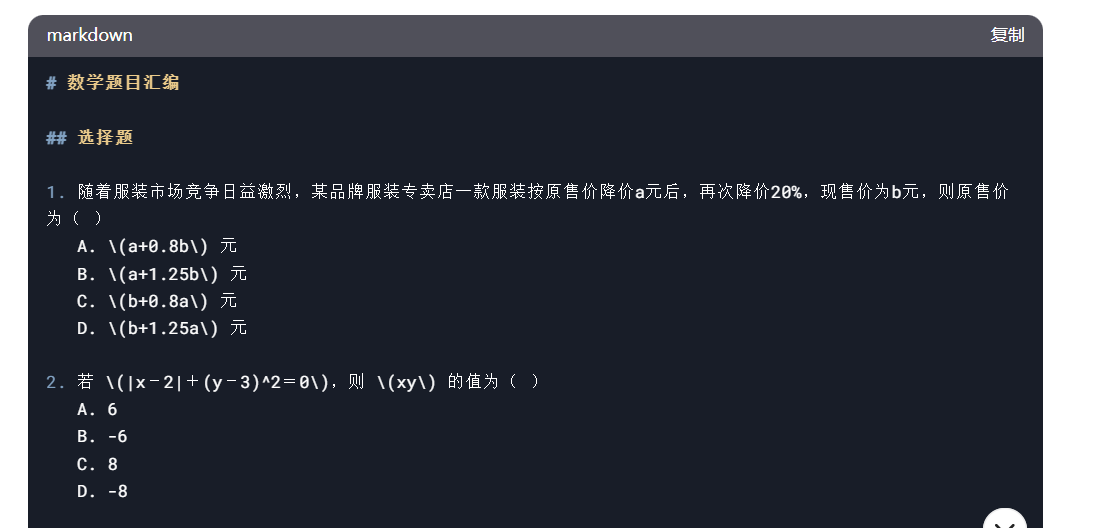 markdown
复制
# 数学题目汇编
## 选择题
1. 随着服装市场竞争日益激烈，某品牌服装专卖店一款服装按原售价降价a元后，再次降价20%，现售价为b元，则原售价
为（ ）
A. \(a+0.8b\) 元
B. \(a+1.25b\) 元
C. \(b+0.8a\) 元
D. \(b+1.25a\) 元
2. 若 \(|x－2|＋(y－3)^2＝0\)，则 \(xy\) 的值为（ ）
A. 6
B. -6
C. 8
D. -8